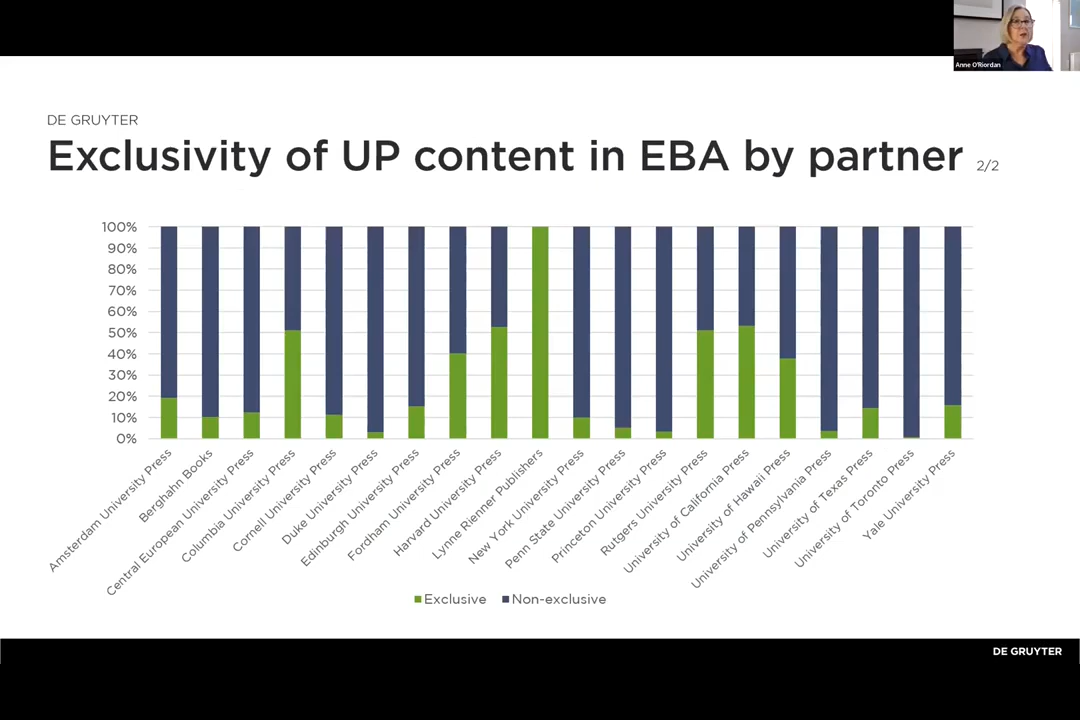 Anne O'Riordan
DE GRUYTER
Exclusivity of UP content in EBA by partner 2/2
100%
90%
80%
70%
60%
50%
40%
30%
20%
10%
0%
Amsterdam University Press
Berghahn Books
Central European University Press
Columbia University Press
Cornell University Press
Duke University Press
Edinburgh University Press
Fordham University Press
Harvard University Press
Lynne Rienner Publishers
New York University Press
Penn State University Press
Princeton University Press
Rutgers University Press
University of California Press
University of Hawaii Press
University of Pennsylvania Press
University of Texas Press
University of Toronto Press
Yale University Press
Exclusive Non-exclusive
DE GRUYTER